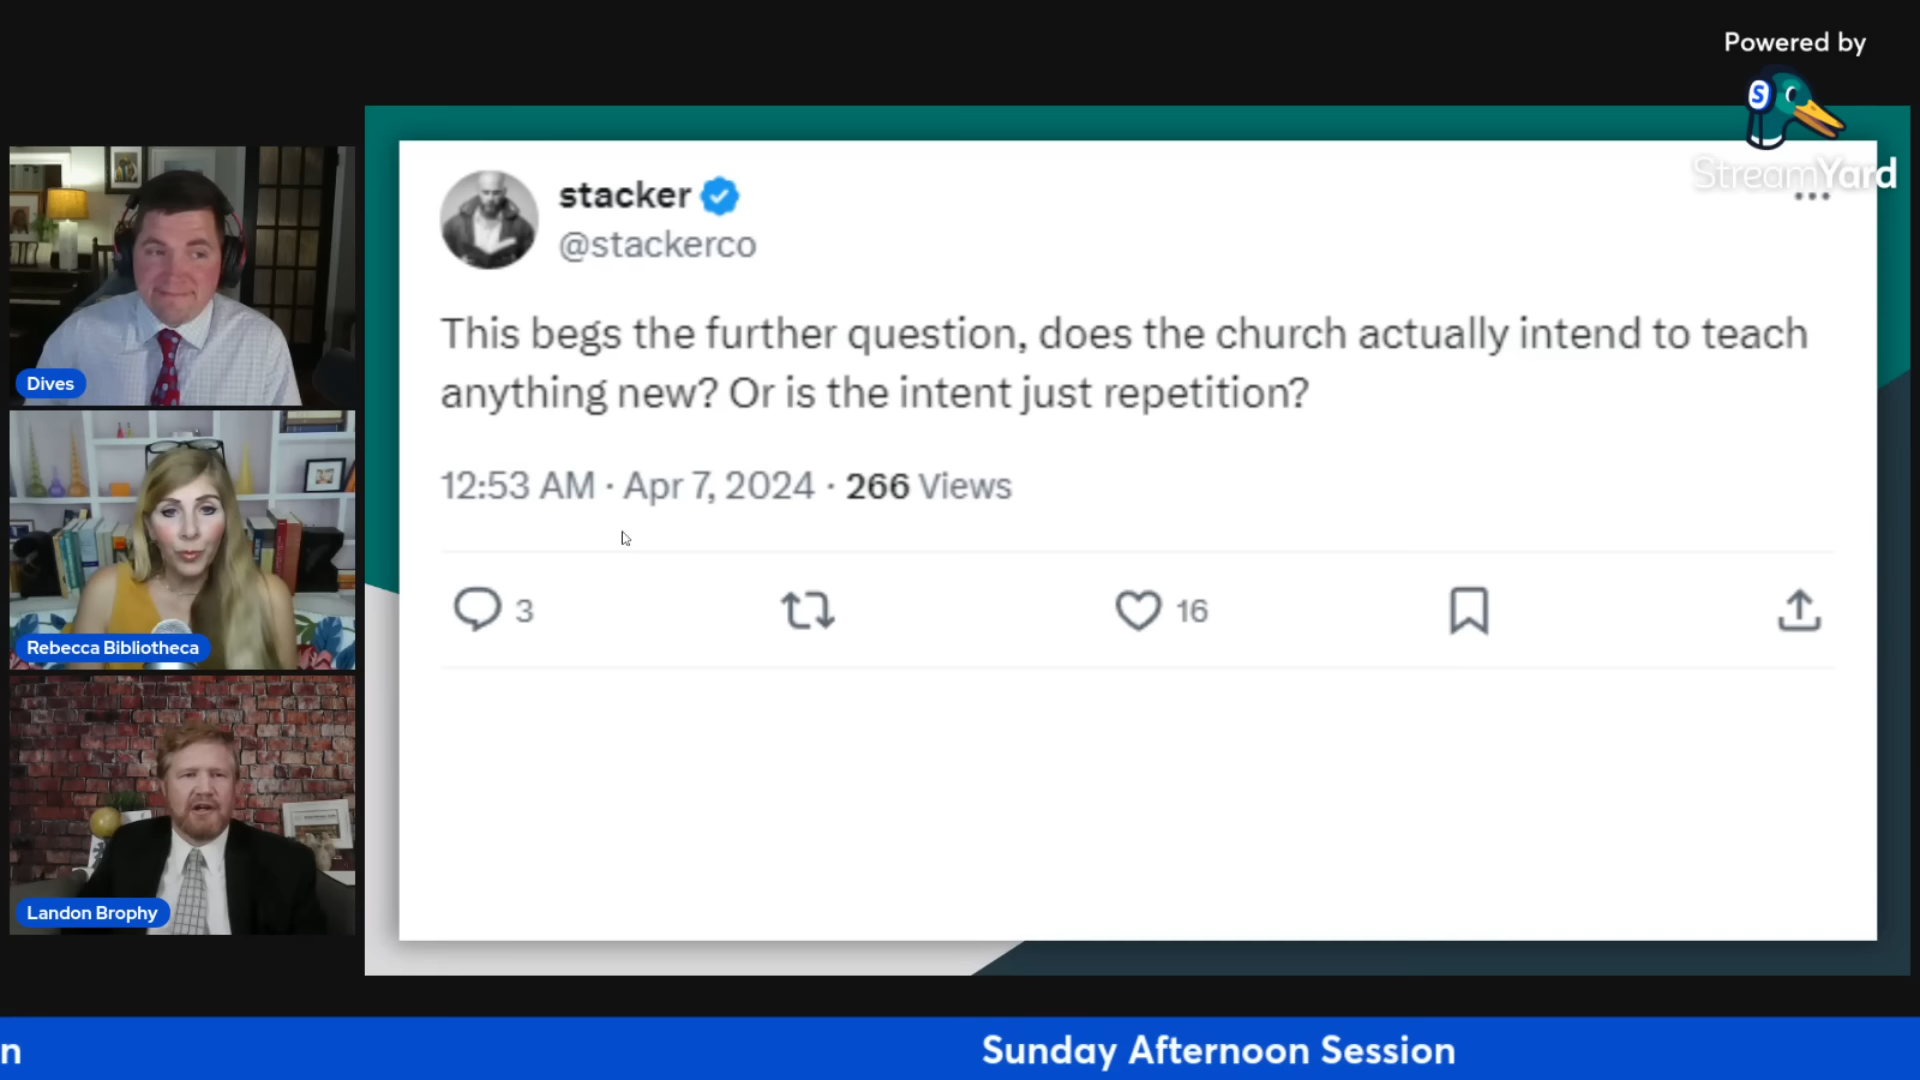 Powered by
StreamYard
stacker
@stackerco
This begs the further question, does the church actually intend to teach
anything new? Or is the intent just repetition?
12:53 AM · Apr 7, 2024 · 266 Views
3
16
Dives
Rebecca Bibliotheca
Landon Brophy
n
Sunday Afternoon Session